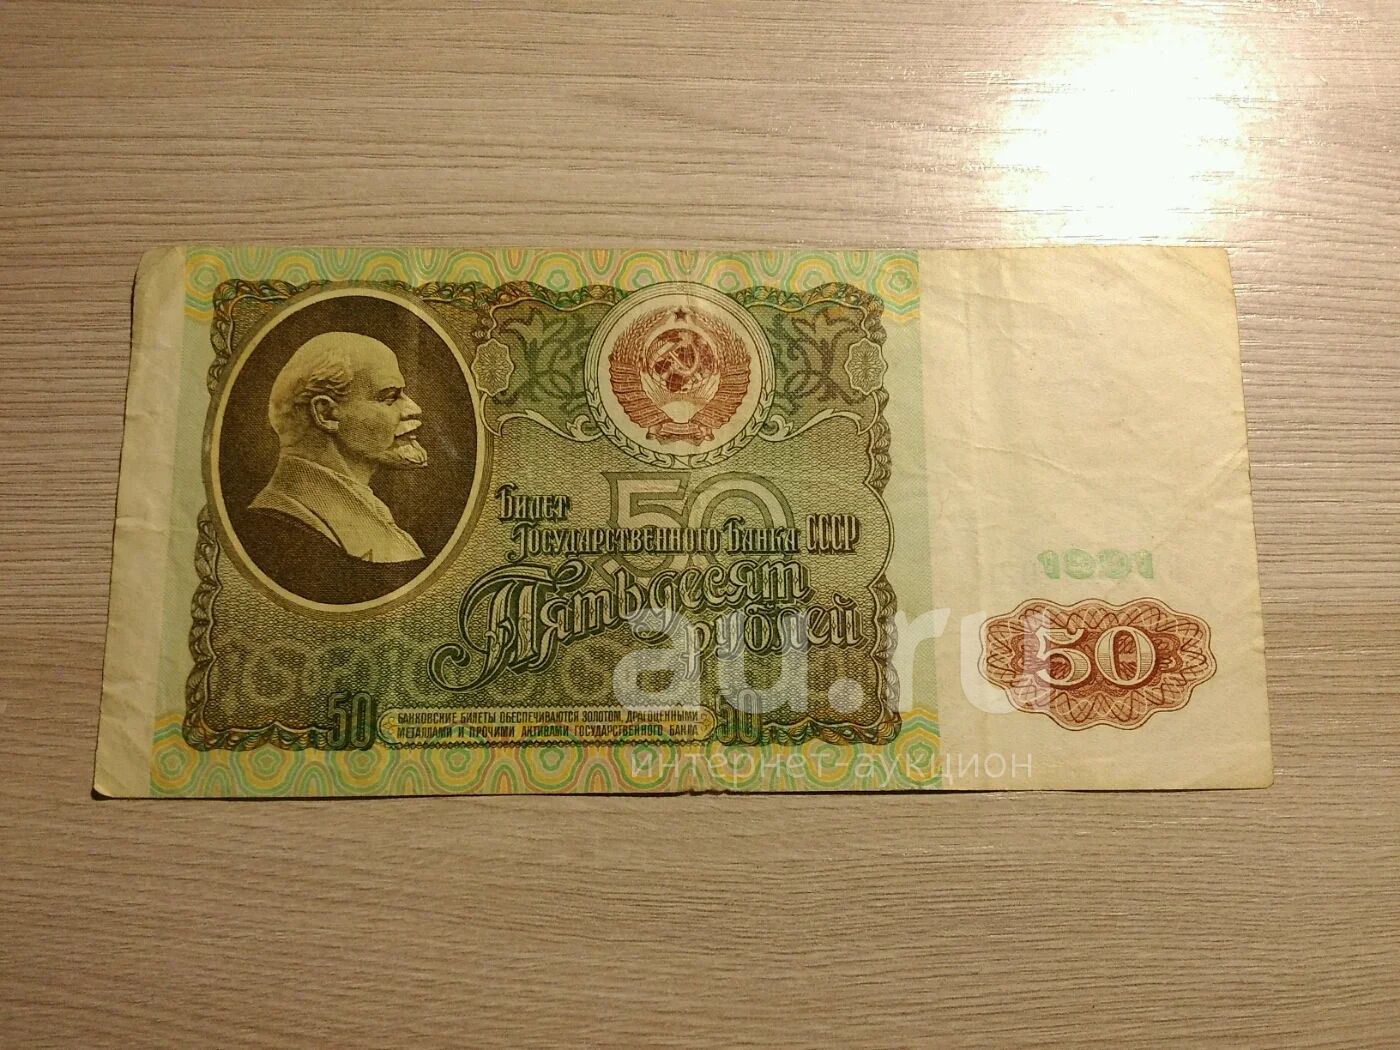 50
Билет
Государственного Банка СССР
Пятьдесят
рублей
1991
50
50
БАНКОВСКИЕ БИЛЕТЫ ОБЕСПЕЧИВАЮТСЯ ЗОЛОТОМ, ДРАГОЦЕННЫМИ
МЕТАЛЛАМИ И ПРОЧИМИ АКТИВАМИ ГОСУДАРСТВЕННОГО БАНКА
50
au.ru
интернет-аукцион